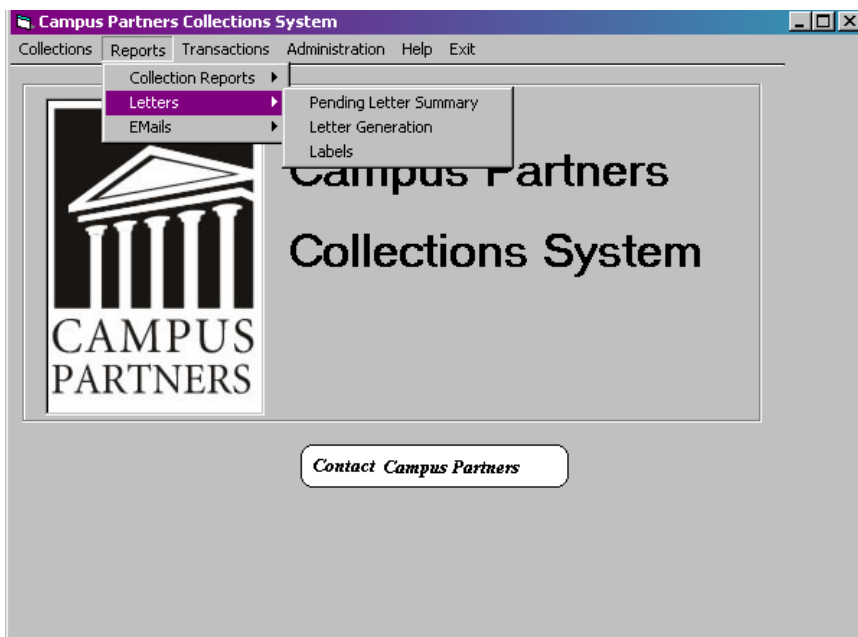 Campus Partners Collections System
Collections Reports Transactions Administration Help Exit
Collection Reports
Letters
EMails
Pending Letter Summary
Letter Generation
Labels
Campus Partners
Collections System
CAMPUS
PARTNERS
Contact Campus Partners